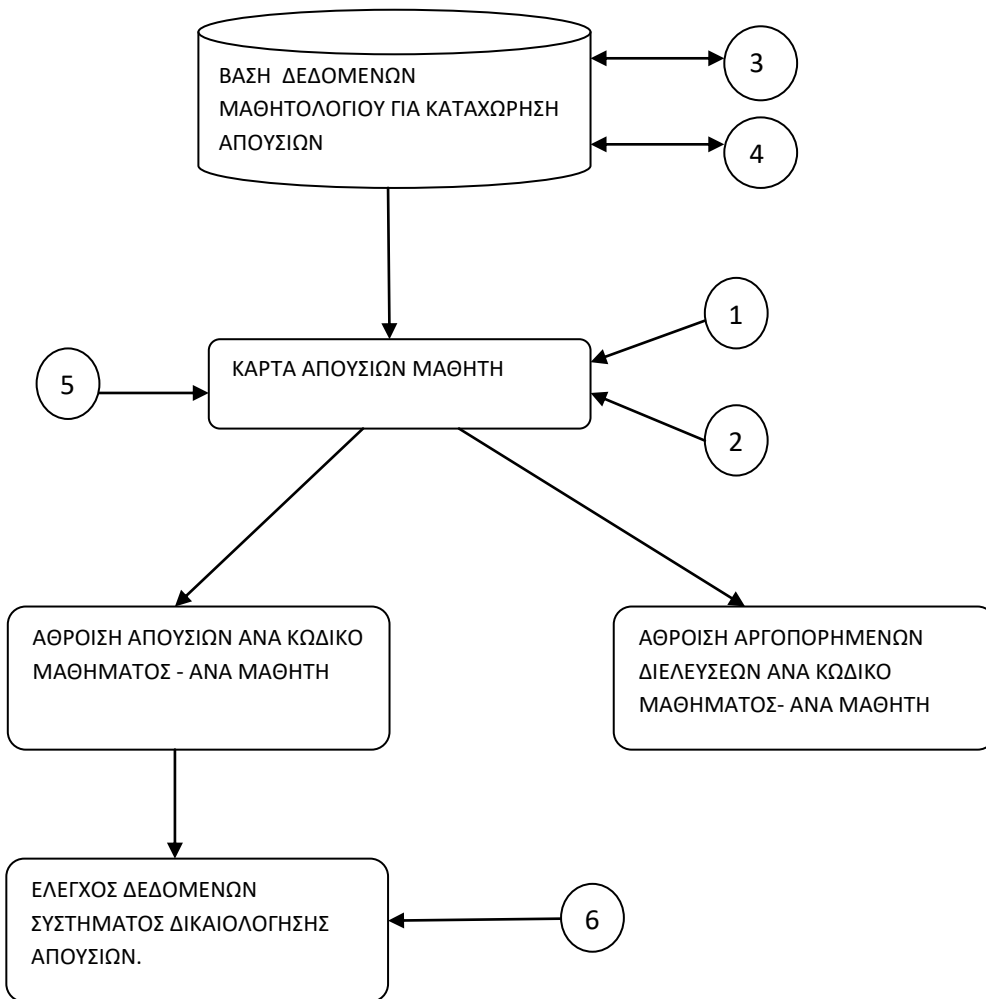 ΒΑΣΗ ΔΕΔΟΜΕΝΩΝ
ΜΑΘΗΤΟΛΟΓΙΟΥ ΓΙΑ ΚΑΤΑΧΩΡΗΣΗ
ΑΠΟΥΣΙΩΝ
3
4
1
ΚΑΡΤΑ ΑΠΟΥΣΙΩΝ ΜΑΘΗΤΗ
5
2
ΑΘΡΟΙΣΗ ΑΠΟΥΣΙΩΝ ΑΝΑ ΚΩΔΙΚΟ
ΜΑΘΗΜΑΤΟΣ - ΑΝΑ ΜΑΘΗΤΗ
ΑΘΡΟΙΣΗ ΑΡΓΟΠΟΡΗΜΕΝΩΝ
ΔΙΕΛΕΥΣΕΩΝ ΑΝΑ ΚΩΔΙΚΟ
ΜΑΘΗΜΑΤΟΣ- ΑΝΑ ΜΑΘΗΤΗ
ΕΛΕΓΧΟΣ ΔΕΔΟΜΕΝΩΝ
ΣΥΣΤΗΜΑΤΟΣ ΔΙΚΑΙΟΛΟΓΗΣΗΣ
ΑΠΟΥΣΙΩΝ.
6